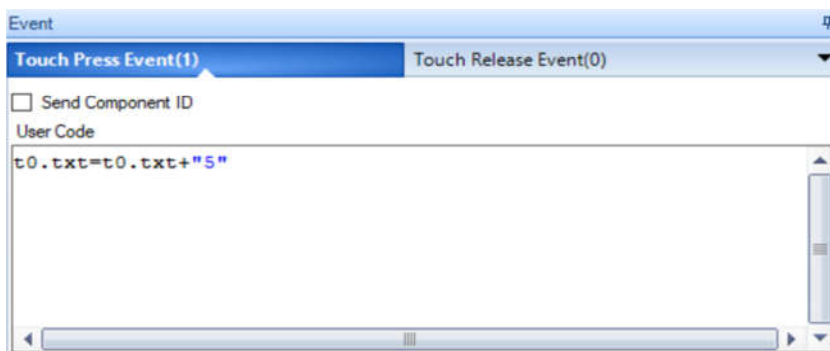 Event
Touch Press Event(1) Touch Release Event(0)
Send Component ID
User Code
t0.txt=t0.txt+"5"